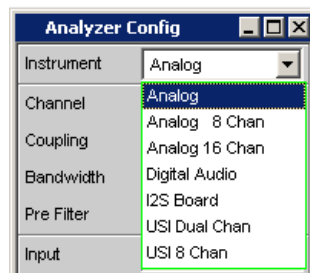 Analyzer Config
Instrument Analog
Channel Analog
Analog 8 Chan
Coupling Analog 16 Chan
Bandwidth Digital Audio
Pre Filter I2S Board
USI Dual Chan
Input USI 8 Chan